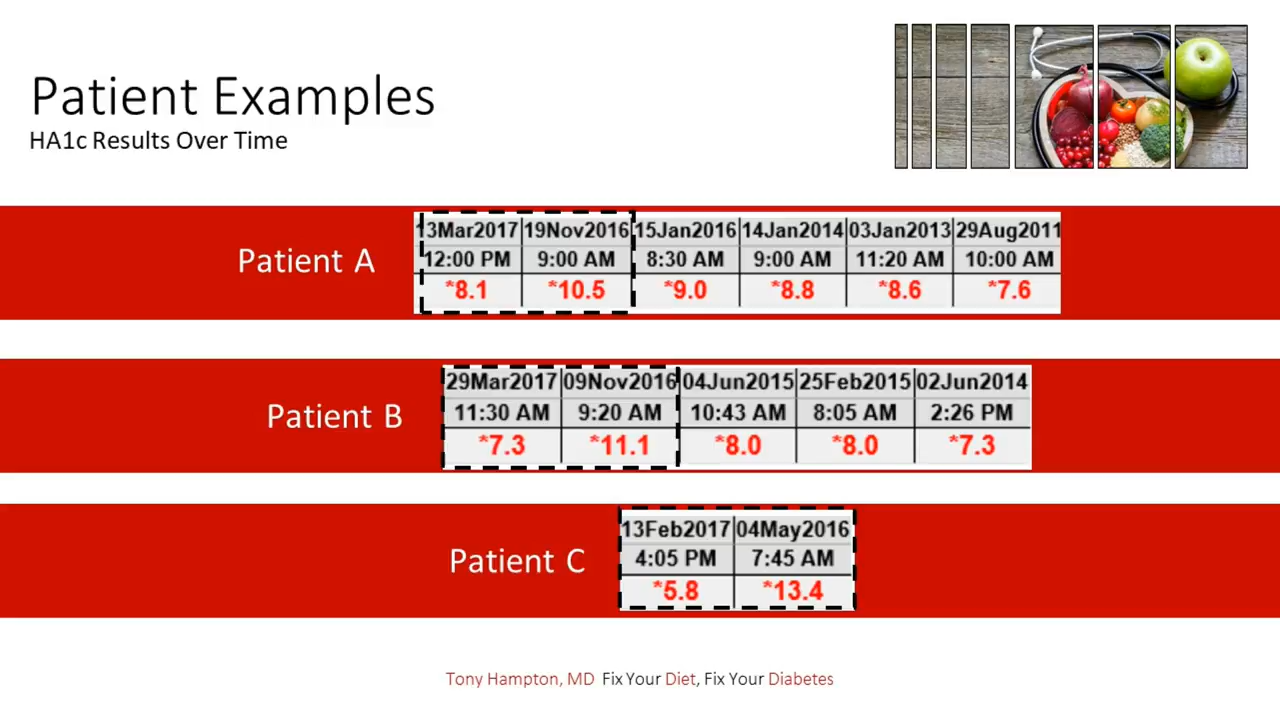 Patient Examples
HA1c Results Over Time
Patient A
13Mar2017 19Nov2016 15Jan2016 14Jan2014 03Jan2013 29Aug2011
12:00 PM 9:00 AM 8:30 AM 9:00 AM 11:20 AM 10:00 AM
*8.1 *10.5 *9.0 *8.8 *8.6 *7.6
Patient B
29Mar2017 09Nov2016 04Jun2015 25Feb2015 02Jun2014
11:30 AM 9:20 AM 10:43 AM 8:05 AM 2:26 PM
*7.3 *11.1 *8.0 *8.0 *7.3
Patient C
13Feb2017 04May2016
4:05 PM 7:45 AM
*5.8 *13.4
Tony Hampton, MD Fix Your Diet, Fix Your Diabetes